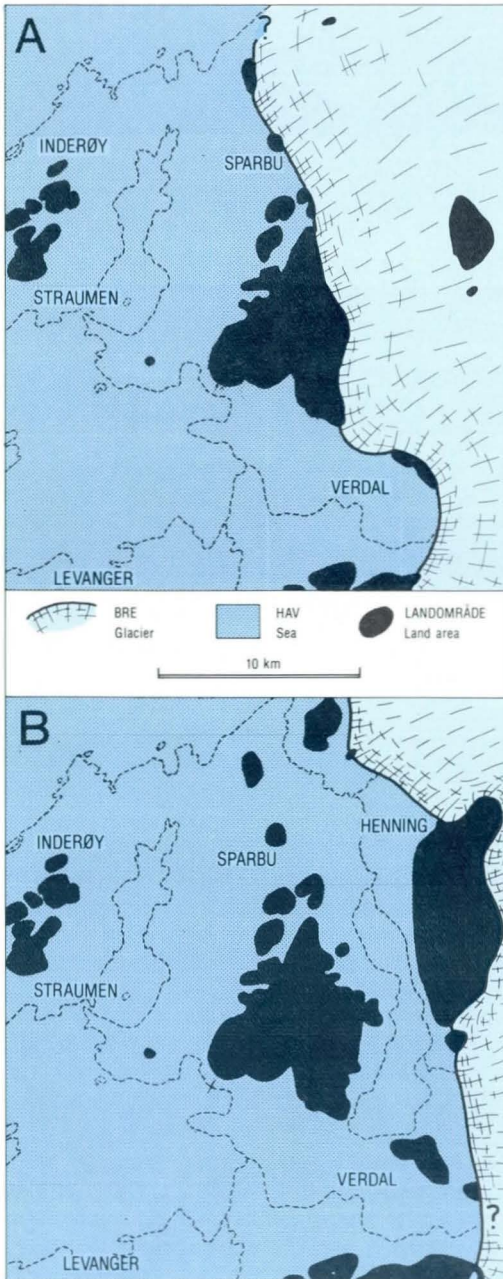 A
?
INDERØY
SPARBU
STRAUMEN
VERDAL
LEVANGER
BRE
Glacier
HAV
Sea
LANDOMRÅDE
Land area
10 km
B
HENNING
INDERØY
SPARBU
STRAUMEN
VERDAL
?
LEVANGER